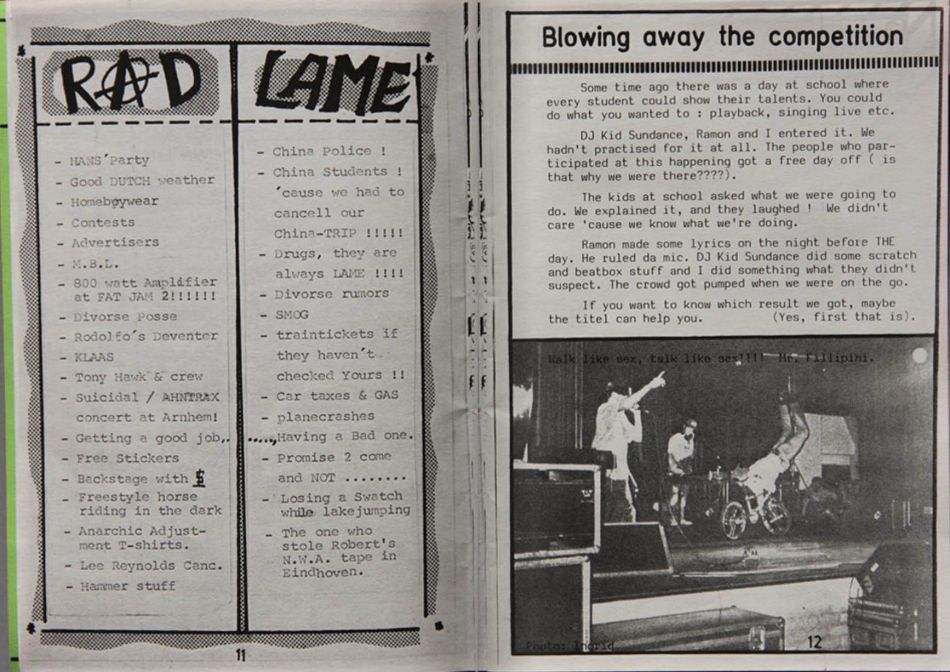 RAD
- HANS'Party
- Good DUTCH weather
- Homeboywear
- Contests
- Advertisers
- M.B.L.
- 800 watt Amplifier
at FAT JAM 2!!!!!!
- Divorse Posse
- Rodolfo's Deventer
- KLAAS
- Tony Hawk & crew
- Suicidal / AHNTRAX
concert at Arnhem!
- Getting a good job,.
- Free Stickers
- Backstage with $
- Freestyle horse
riding in the dark
- Anarchic Adjust-
ment T-shirts.
- Lee Reynolds Canc.
- Hammer stuff
11
LAME
- China Police !
- China Students !
'cause we had to
cancell our
China-TRIP !!!!!
- Drugs, they are
always LAME !!!!
- Divorse rumors
- SMOG
- traintickets if
they haven't
checked Yours !!
- Car taxes & GAS
- planecrashes
.....,Having a Bad one.
- Promise 2 come
and NOT ........
- Losing a Swatch
while lakejumping
- The one who
stole Robert's
N.W.A. tape in
Eindhoven.
Blowing away the competition
Some time ago there was a day at school where
every student could show their talents. You could
do what you wanted to : playback, singing live etc.
DJ Kid Sundance, Ramon and I entered it. We
hadn't practised for it at all. The people who par-
ticipated at this happening got a free day off ( is
that why we were there????).
The kids at school asked what we were going to
do. We explained it, and they laughed ! We didn't
care 'cause we know what we're doing.
Ramon made some lyrics on the night before THE
day. He ruled da mic. DJ Kid Sundance did some scratch
and beatbox stuff and I did something what they didn't
suspect. The crowd got pumped when we were on the go.
If you want to know which result we got, maybe
the titel can help you. (Yes, first that is).
Walk like sex, talk like sex!!!! Mr. Fillipini.
Photo: Ingrid
12